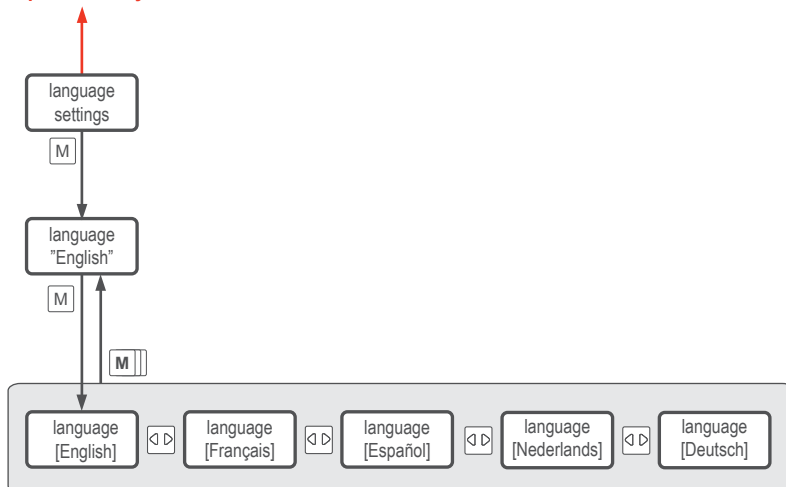 language
settings
M
language
”English”
M
M
language
[English]
language
[Français]
language
[Español]
language
[Nederlands]
language
[Deutsch]